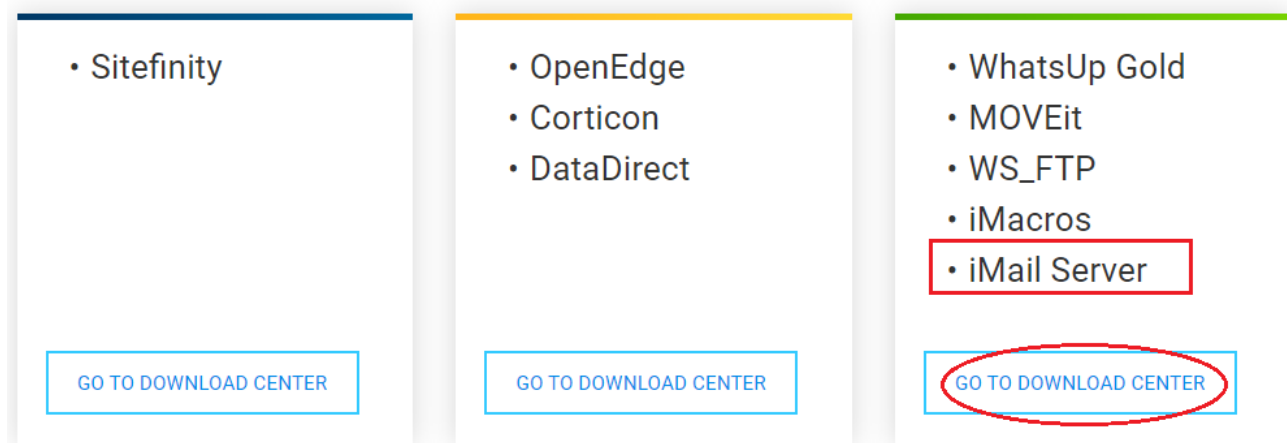 • Sitefinity
GO TO DOWNLOAD CENTER
• OpenEdge
• Corticon
• DataDirect
GO TO DOWNLOAD CENTER
• WhatsUp Gold
• MOVEit
• WS_FTP
• iMacros
• iMail Server
GO TO DOWNLOAD CENTER